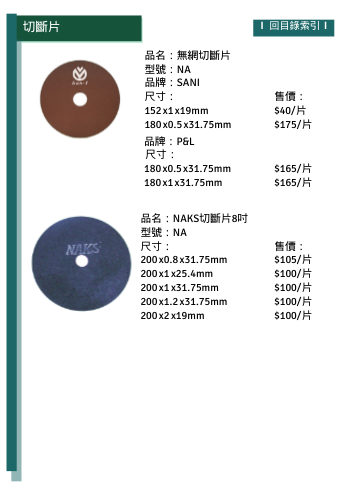 切斷片
I 回目錄索引 I
品名：無網切斷片
型號：NA
品牌：SANI
尺寸： 售價：
152x1x19mm $40/片
180x0.5x31.75mm $175/片
品牌：P&L
尺寸：
180x0.5x31.75mm $165/片
180x1x31.75mm $165/片
品名：NAKS切斷片8吋
型號：NA
尺寸： 售價：
200x0.8x31.75mm $105/片
200x1x25.4mm $100/片
200x1x31.75mm $100/片
200x1.2x31.75mm $100/片
200x2x19mm $100/片
NAKS